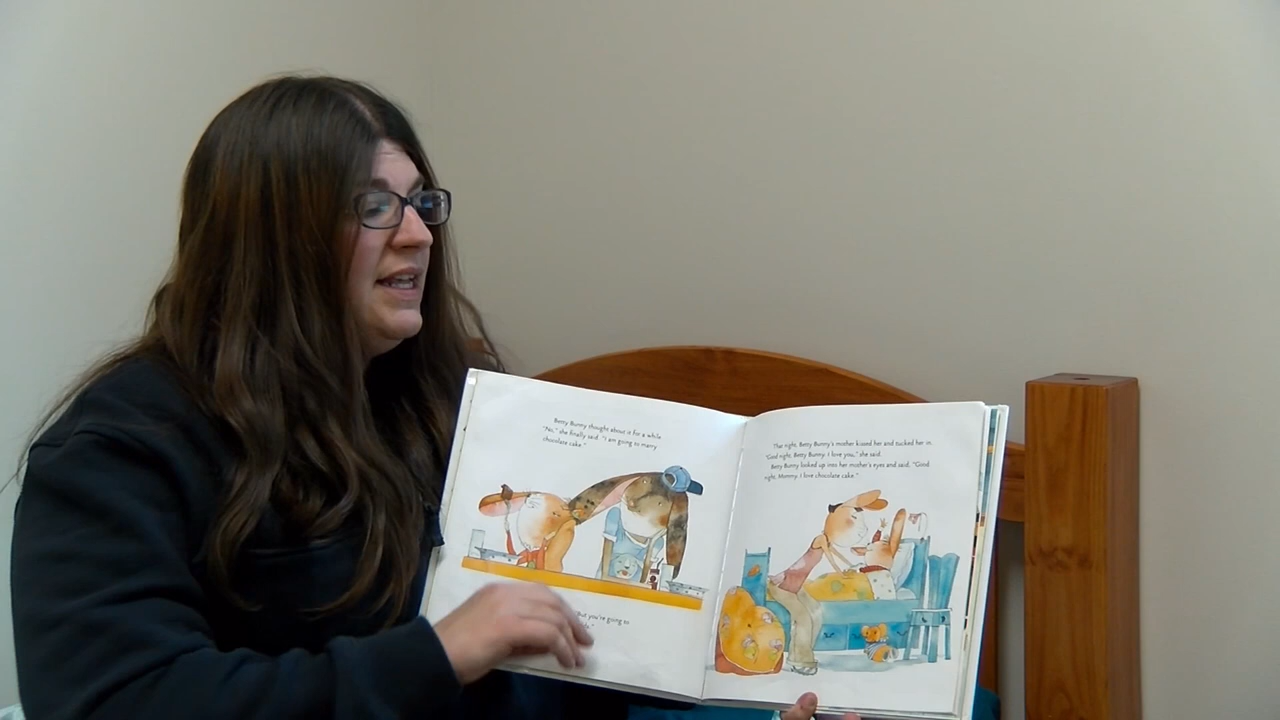 Betty Bunny thought about it for a while
"No," she finally said. "I am going to marry
chocolate cake."
But you're going to
That night, Betty Bunny's mother kissed her and tucked her in.
"Good night, Betty Bunny. I love you," she said.
Betty Bunny looked up into her mother's eyes and said, "Good
night, Mommy. I love chocolate cake."